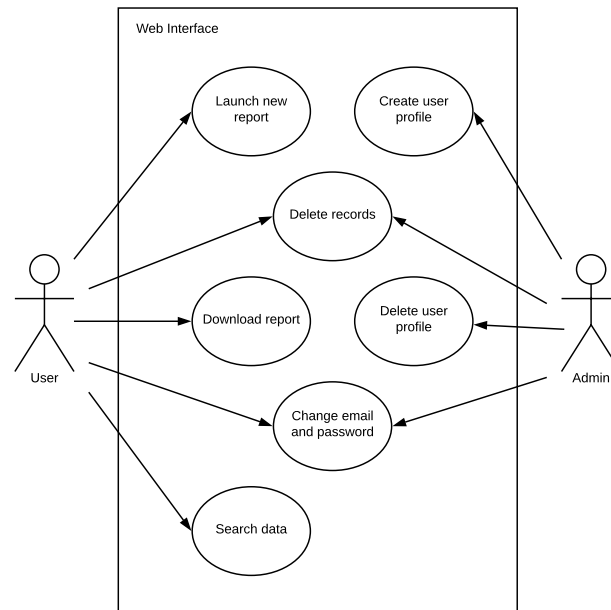 Web Interface
Launch new
report
Create user
profile
Delete records
Download report
Delete user
profile
User
Admin
Change email
and password
Search data